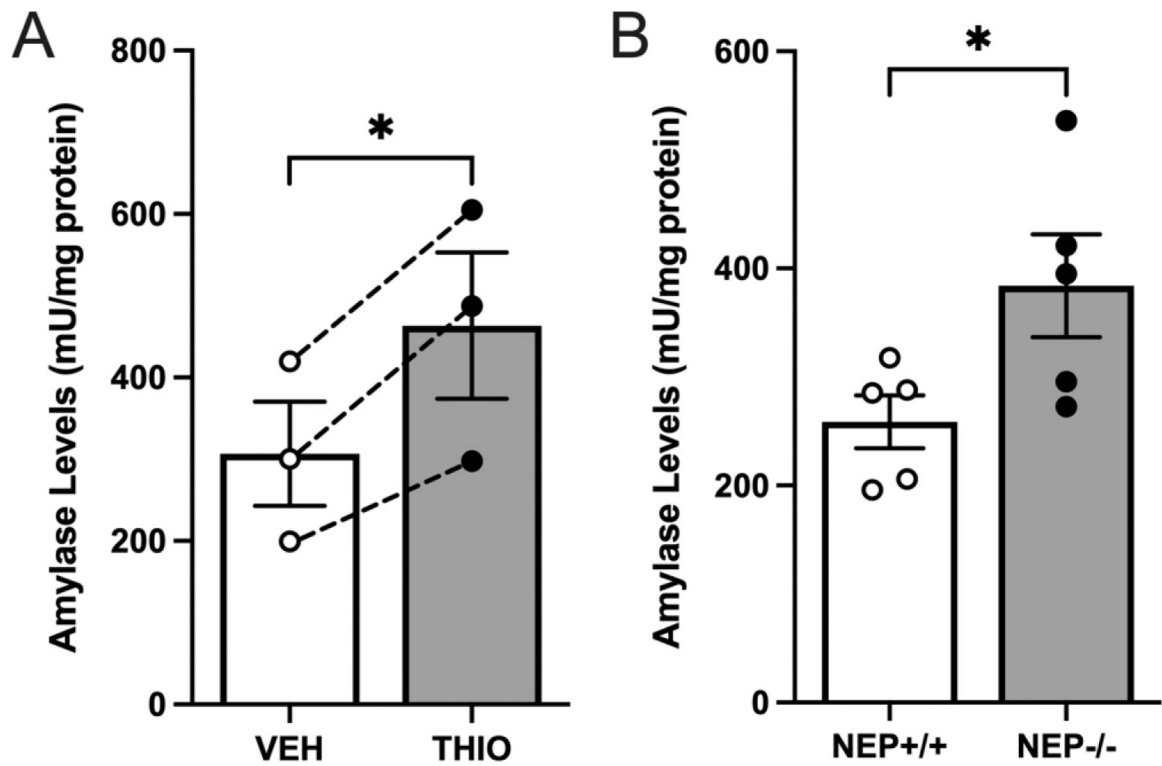 A
Amylase Levels (mU/mg protein)
800
600
400
200
0
*
VEH
THIO
B
Amylase Levels (mU/mg protein)
600
400
200
0
*
NEP+/+
NEP-/-